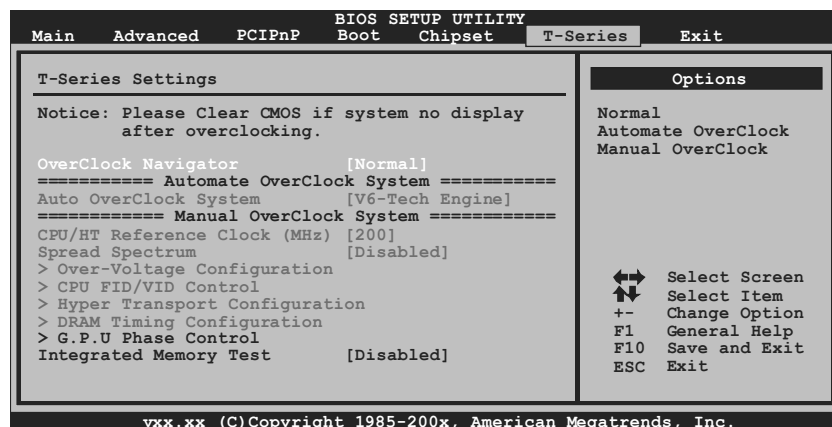 BIOS SETUP UTILITY
Main Advanced PCIPnP Boot Chipset T-Series Exit
T-Series Settings
Notice: Please Clear CMOS if system no display
after overclocking.
OverClock Navigator [Normal]
=========== Automate OverClock System ===========
Auto OverClock System [V6-Tech Engine]
============ Manual OverClock System ============
CPU/HT Reference Clock (MHz) [200]
Spread Spectrum [Disabled]
> Over-Voltage Configuration
> CPU FID/VID Control
> Hyper Transport Configuration
> DRAM Timing Configuration
> G.P.U Phase Control
Integrated Memory Test [Disabled]
Options
Normal
Automate OverClock
Manual OverClock
Select Screen
Select Item
+- Change Option
F1 General Help
F10 Save and Exit
ESC Exit
vxx.xx (C)Copyright 1985-200x, American Megatrends, Inc.